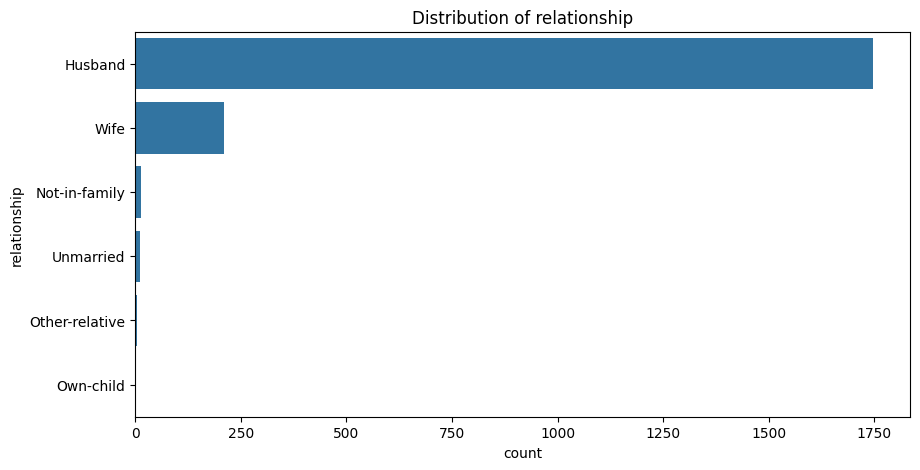 Distribution of relationship
relationship
Husband
Wife
Not-in-family
Unmarried
Other-relative
Own-child
0 250 500 750 1000 1250 1500 1750
count